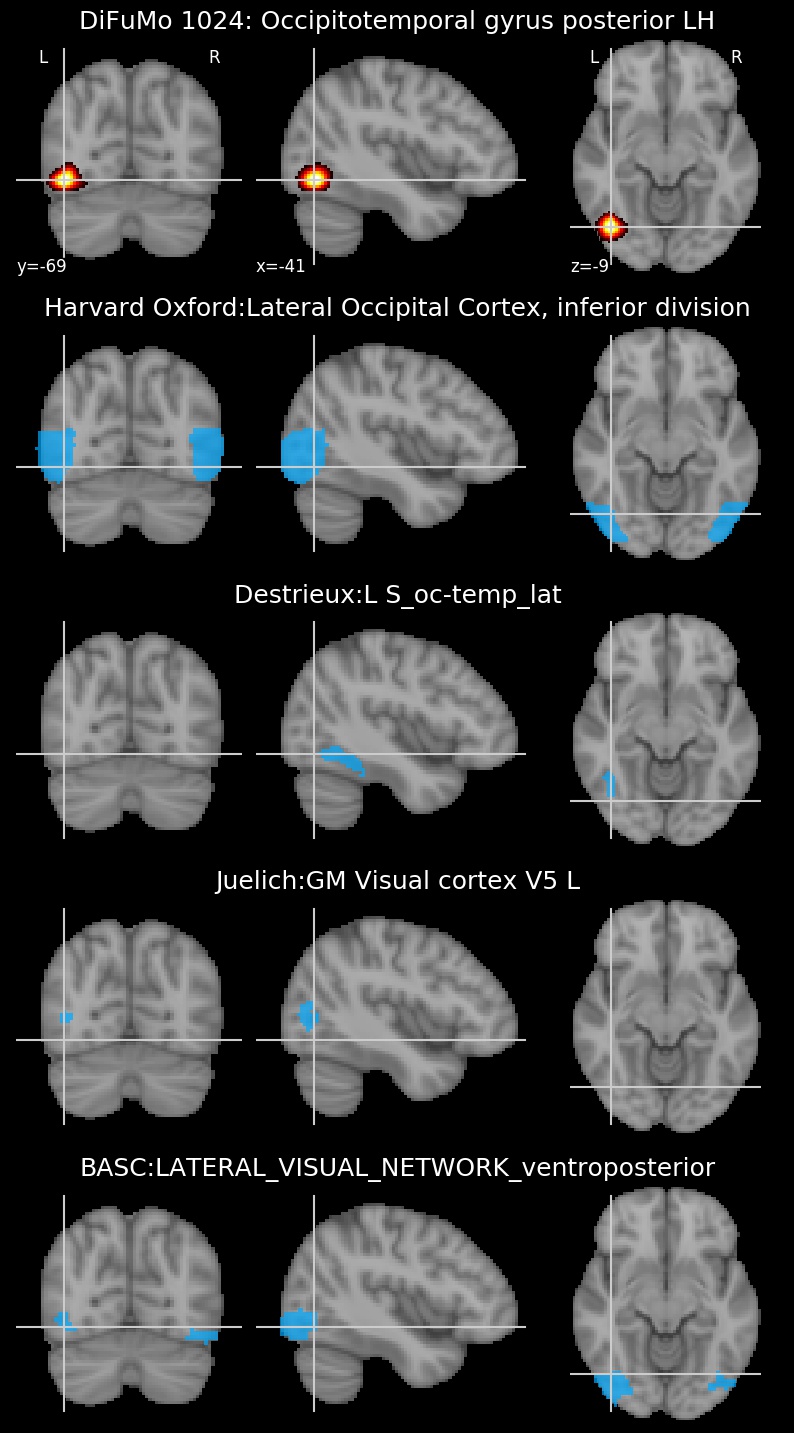 DiFuMo 1024: Occipitotemporal gyrus posterior LH
L R L R
y=-69 x=-41 z=-9
Harvard Oxford:Lateral Occipital Cortex, inferior division
Destrieux:L S_oc-temp_lat
Juelich:GM Visual cortex V5 L
BASC:LATERAL_VISUAL_NETWORK_ventroposterior